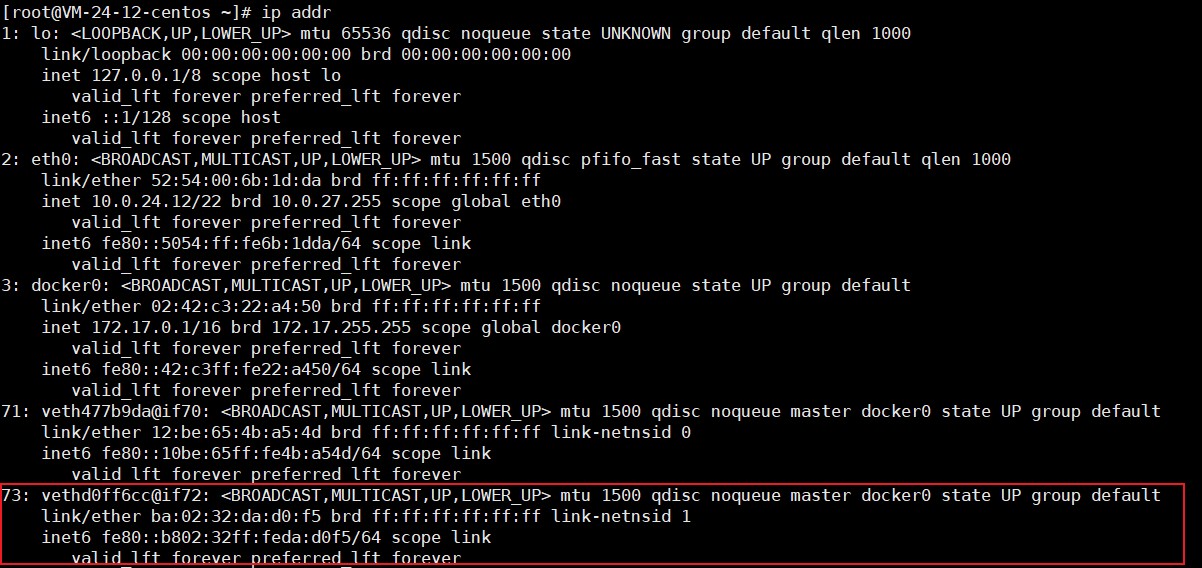 [root@VM-24-12-centos ~]# ip addr
1: lo: <LOOPBACK,UP,LOWER_UP> mtu 65536 qdisc noqueue state UNKNOWN group default qlen 1000
    link/loopback 00:00:00:00:00:00 brd 00:00:00:00:00:00
    inet 127.0.0.1/8 scope host lo
       valid_lft forever preferred_lft forever
    inet6 ::1/128 scope host
       valid_lft forever preferred_lft forever
2: eth0: <BROADCAST,MULTICAST,UP,LOWER_UP> mtu 1500 qdisc pfifo_fast state UP group default qlen 1000
    link/ether 52:54:00:6b:1d:da brd ff:ff:ff:ff:ff:ff
    inet 10.0.24.12/22 brd 10.0.27.255 scope global eth0
       valid_lft forever preferred_lft forever
    inet6 fe80::5054:ff:fe6b:1dda/64 scope link
       valid_lft forever preferred_lft forever
3: docker0: <BROADCAST,MULTICAST,UP,LOWER_UP> mtu 1500 qdisc noqueue state UP group default
    link/ether 02:42:c3:22:a4:50 brd ff:ff:ff:ff:ff:ff
    inet 172.17.0.1/16 brd 172.17.255.255 scope global docker0
       valid_lft forever preferred_lft forever
    inet6 fe80::42:c3ff:fe22:a450/64 scope link
       valid_lft forever preferred_lft forever
71: veth477b9da@if70: <BROADCAST,MULTICAST,UP,LOWER_UP> mtu 1500 qdisc noqueue master docker0 state UP group default
    link/ether 12:be:65:4b:a5:4d brd ff:ff:ff:ff:ff:ff link-netnsid 0
    inet6 fe80::10be:65ff:fe4b:a54d/64 scope link
       valid_lft forever preferred_lft forever
73: vethd0ff6cc@if72: <BROADCAST,MULTICAST,UP,LOWER_UP> mtu 1500 qdisc noqueue master docker0 state UP group default
    link/ether ba:02:32:da:d0:f5 brd ff:ff:ff:ff:ff:ff link-netnsid 1
    inet6 fe80::b802:32ff:feda:d0f5/64 scope link
       valid_lft forever preferred_lft forever